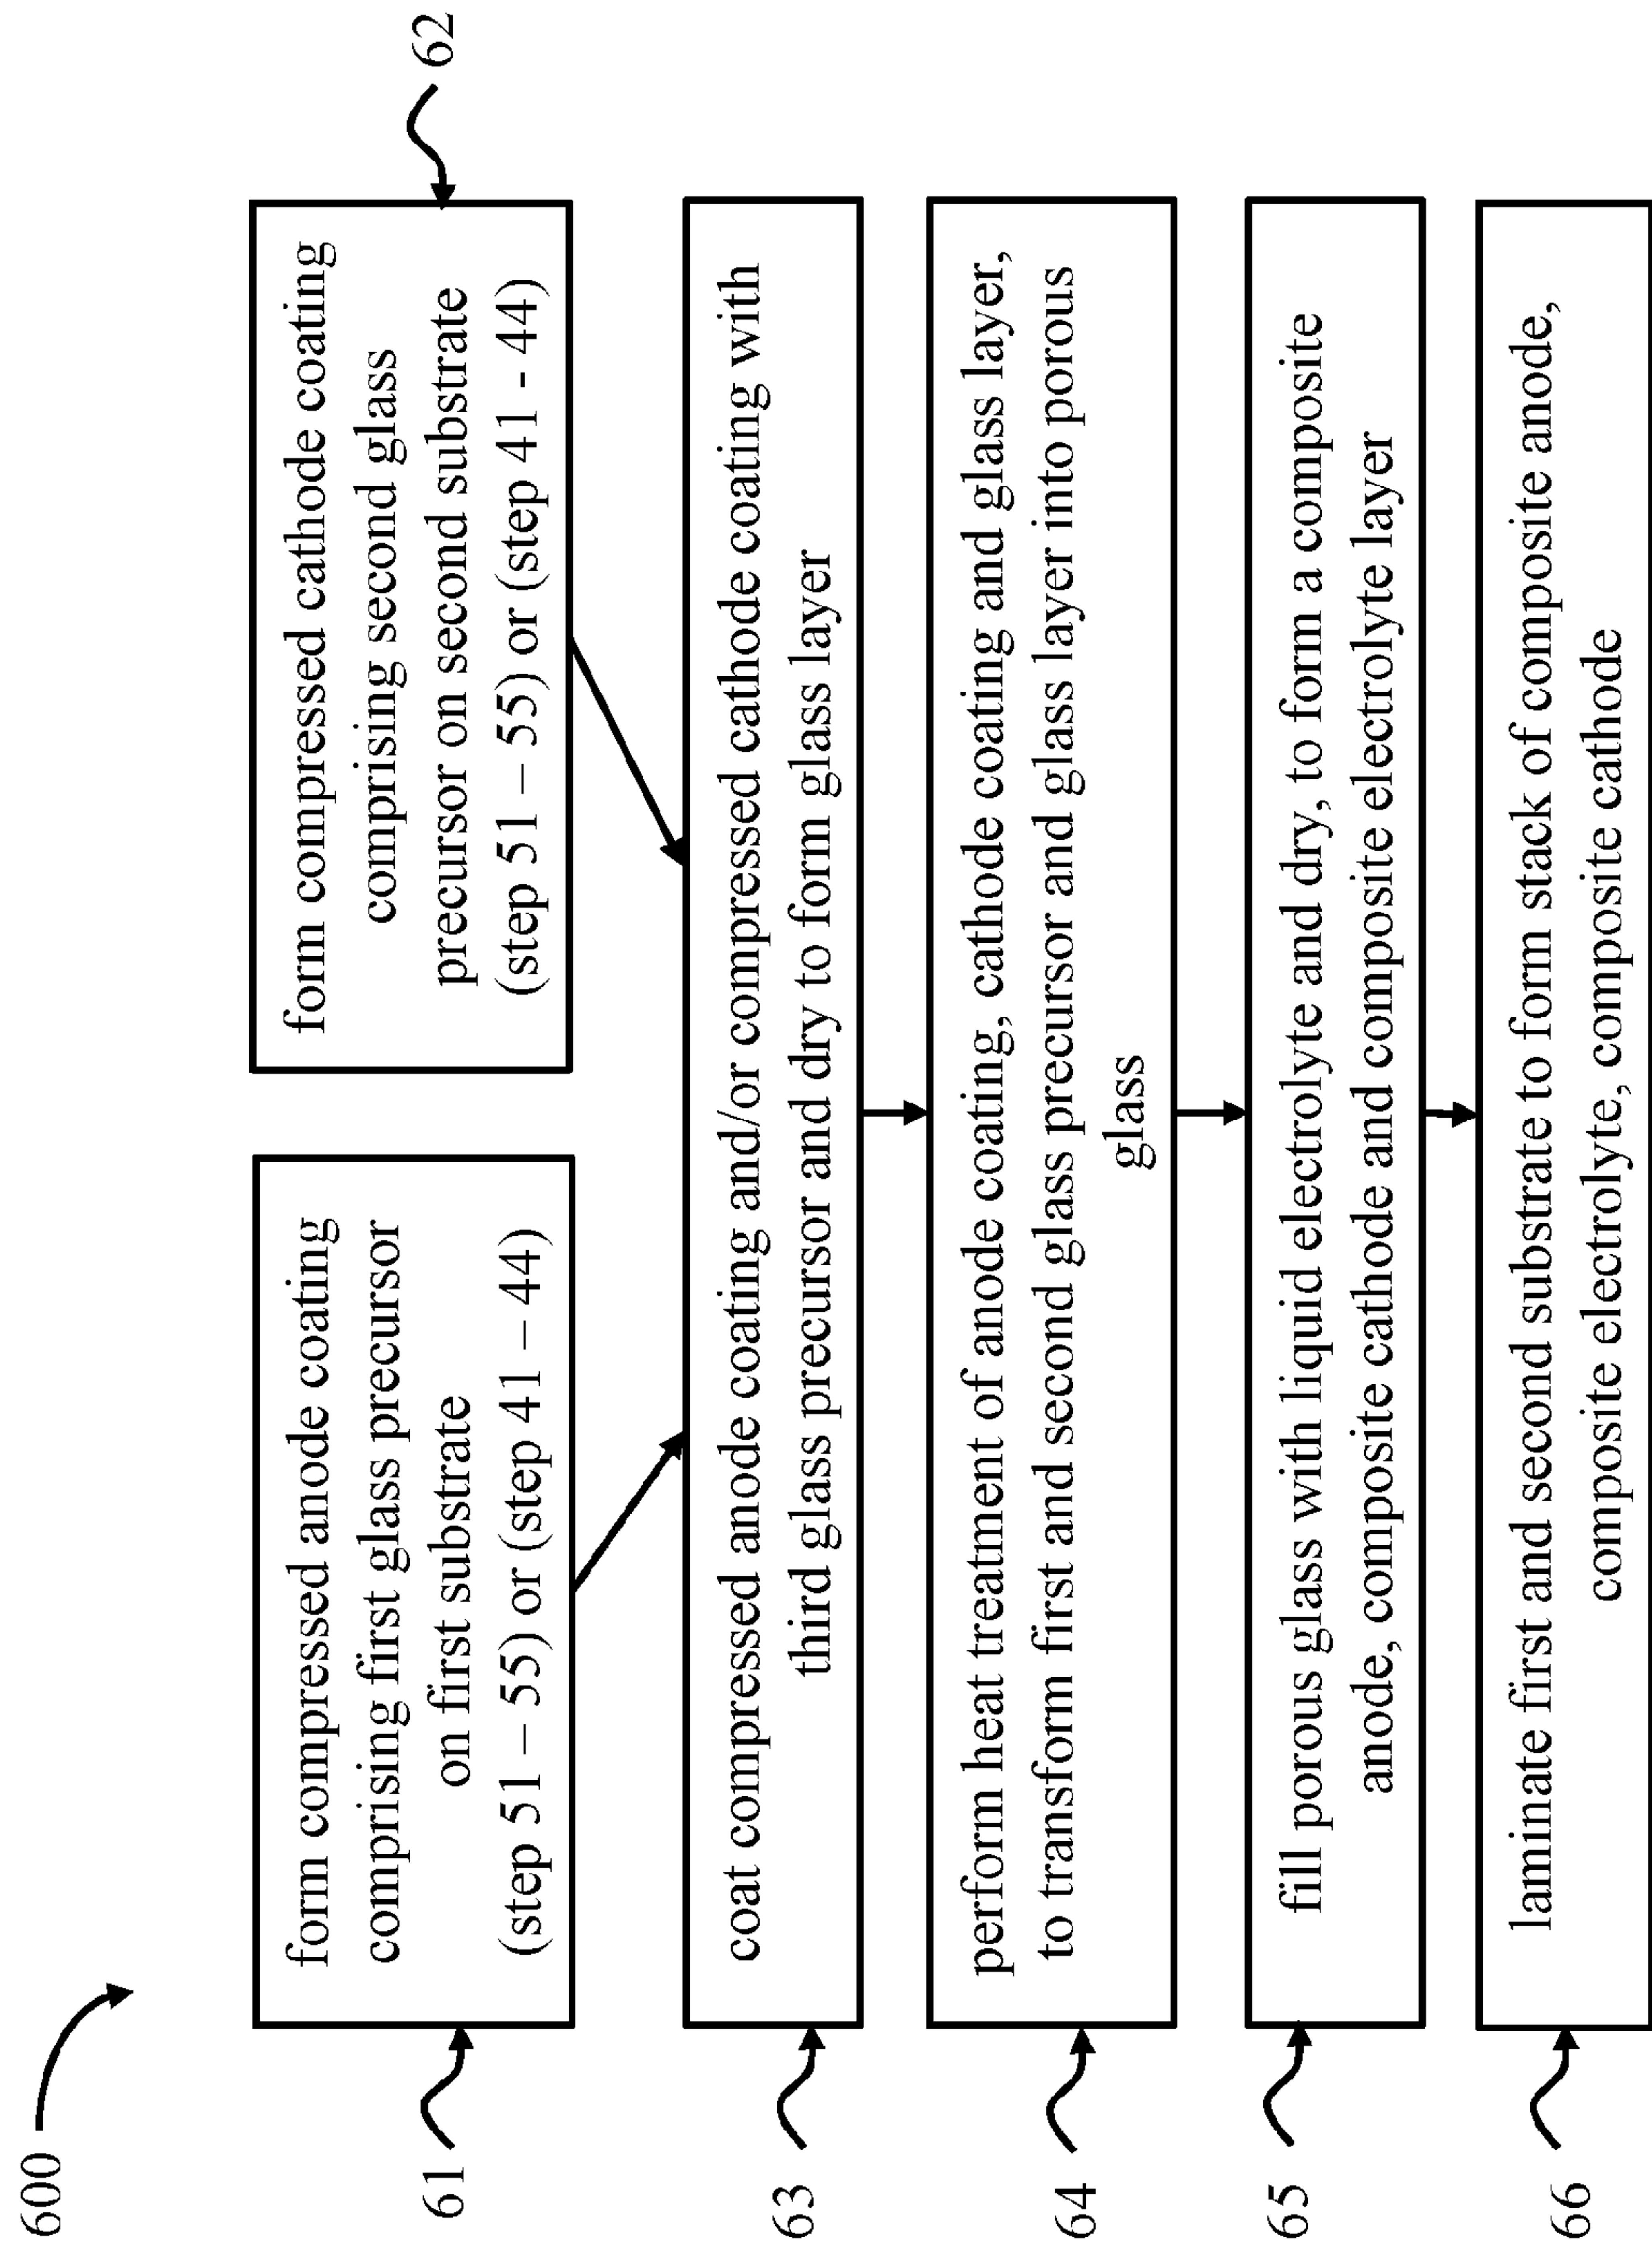 600
61
form compressed anode coating
comprising first glass precursor
on first substrate
(step 51 – 55) or (step 41 – 44)
form compressed cathode coating
comprising second glass
precursor on second substrate
(step 51 – 55) or (step 41 - 44)
62
63
coat compressed anode coating and/or compressed cathode coating with
third glass precursor and dry to form glass layer
64
perform heat treatment of anode coating, cathode coating and glass layer,
to transform first and second glass precursor and glass layer into porous
glass
65
fill porous glass with liquid electrolyte and dry, to form a composite
anode, composite cathode and composite electrolyte layer
66
laminate first and second substrate to form stack of composite anode,
composite electrolyte, composite cathode